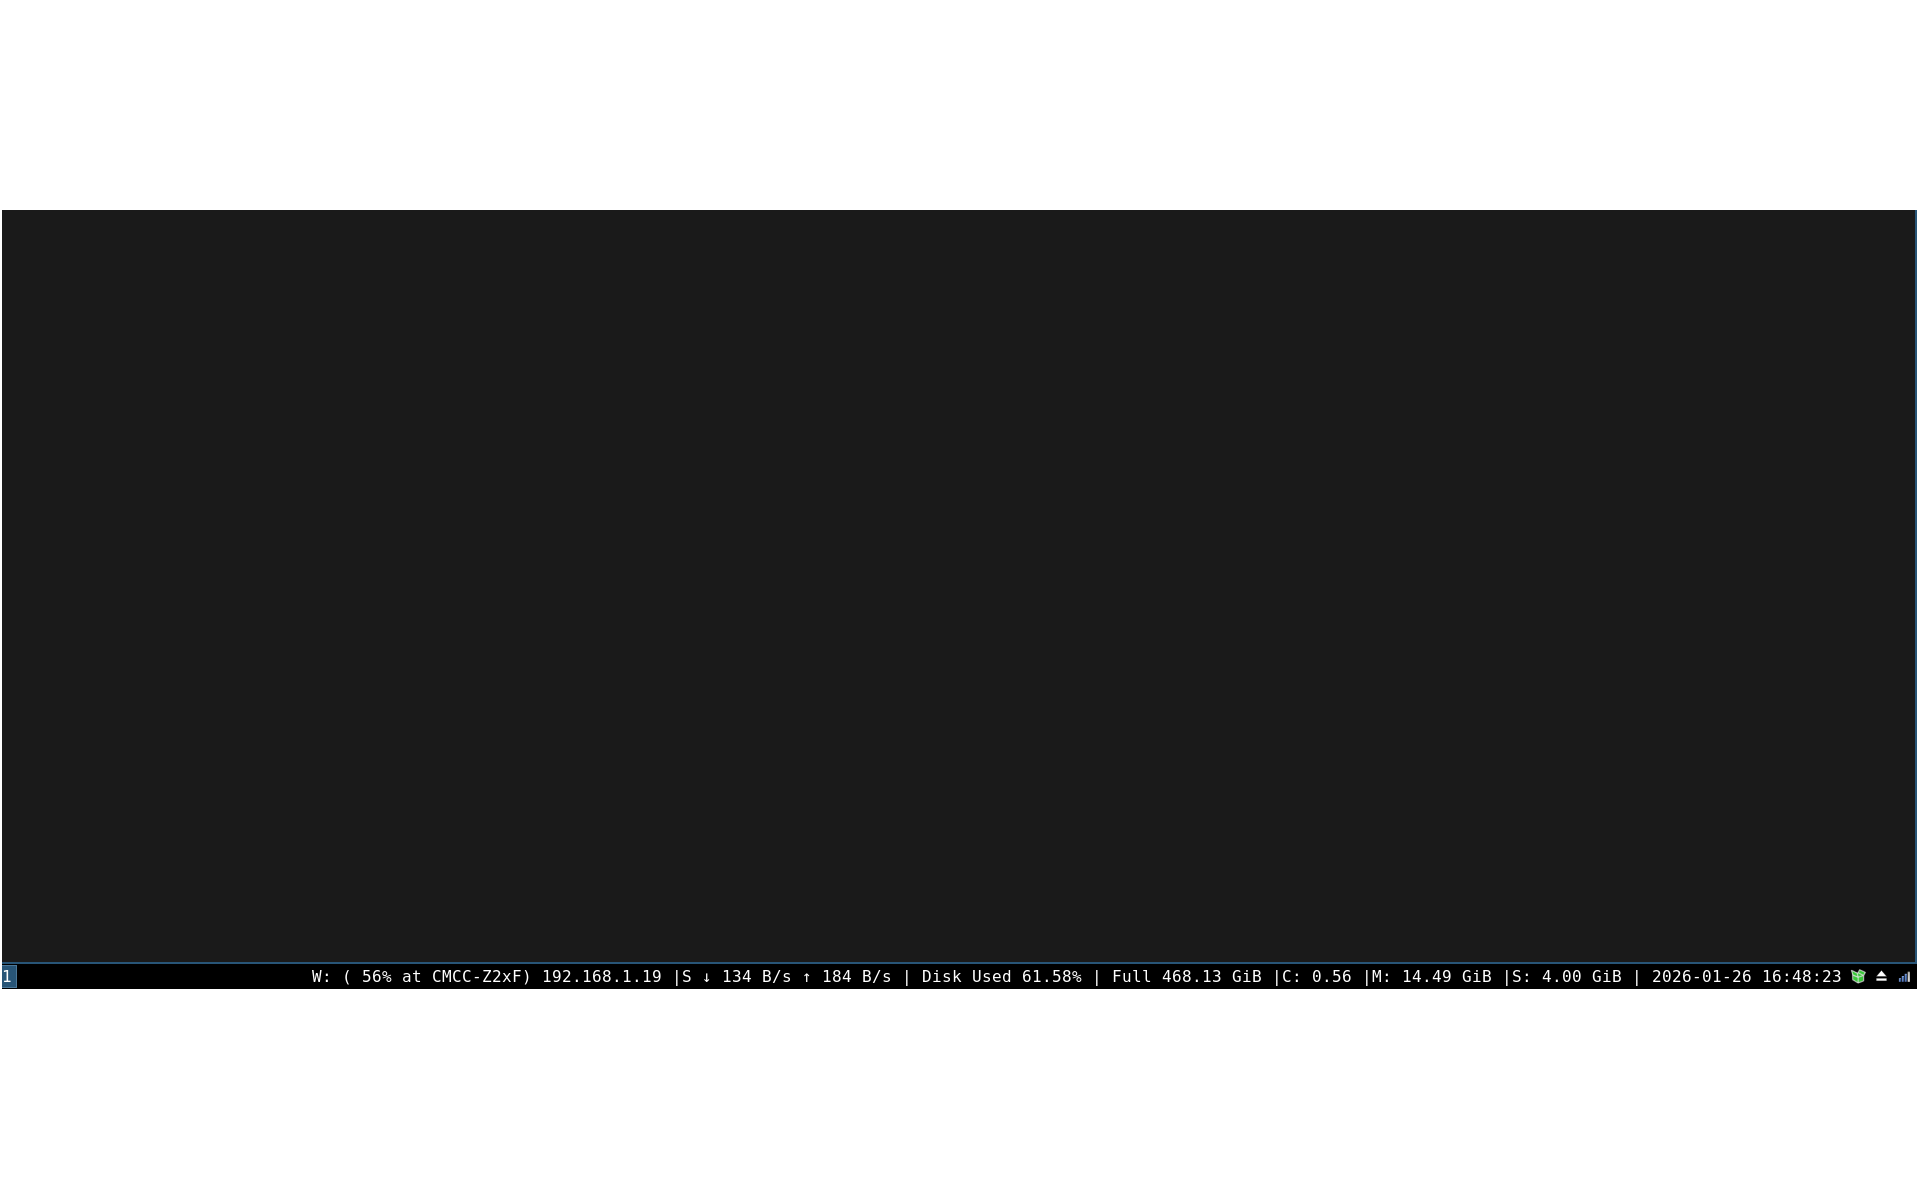 1
W: ( 56% at CMCC-Z2xF) 192.168.1.19 |S ↓ 134 B/s ↑ 184 B/s | Disk Used 61.58% | Full 468.13 GiB |C: 0.56 |M: 14.49 GiB |S: 4.00 GiB | 2026-01-26 16:48:23